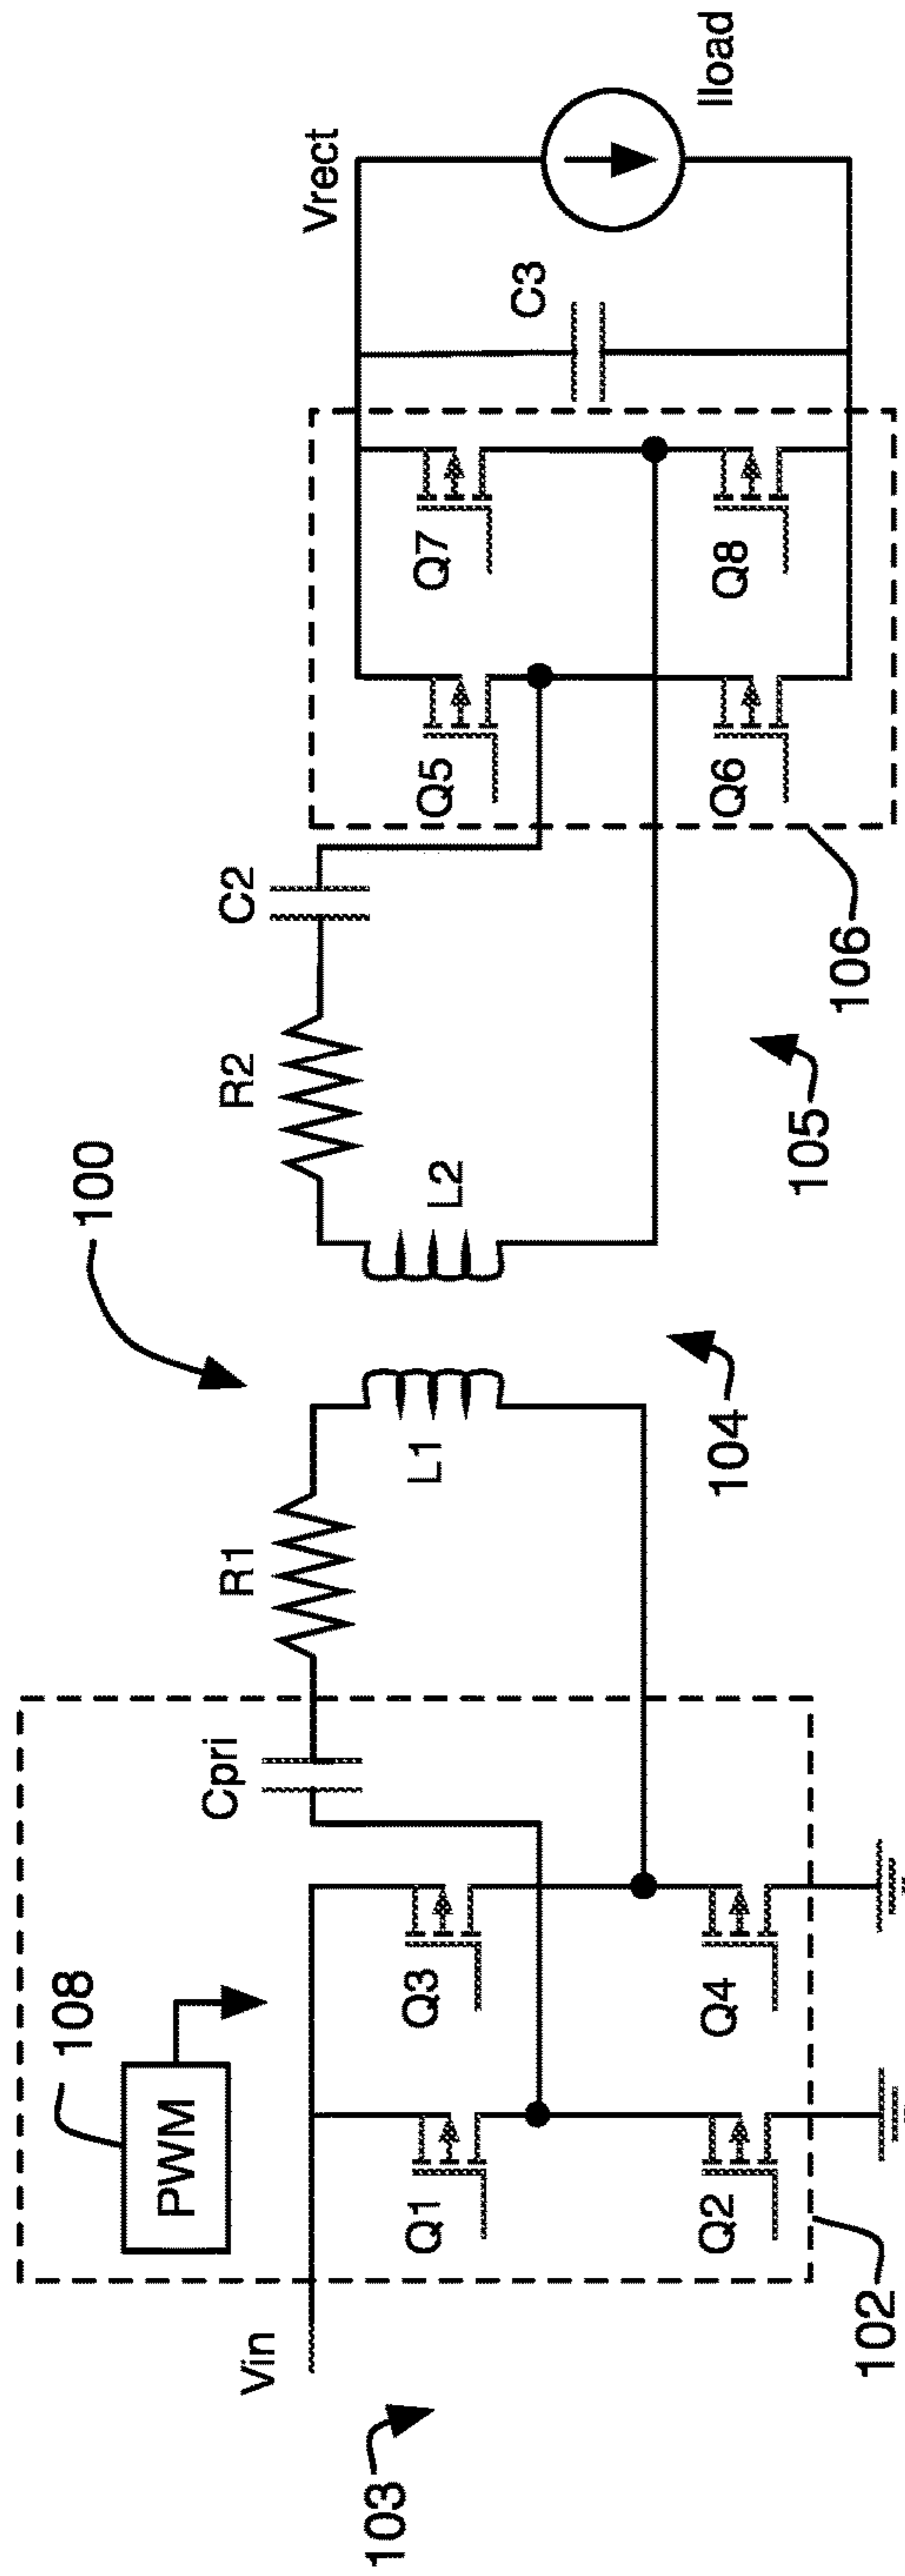 100
108
PWM
Vin
103
Q1
Q3
Q2
Q4
Cpri
102
R1
L1
104
L2
R2
C2
105
106
Q5
Q7
Q6
Q8
C3
Vrect
Iload